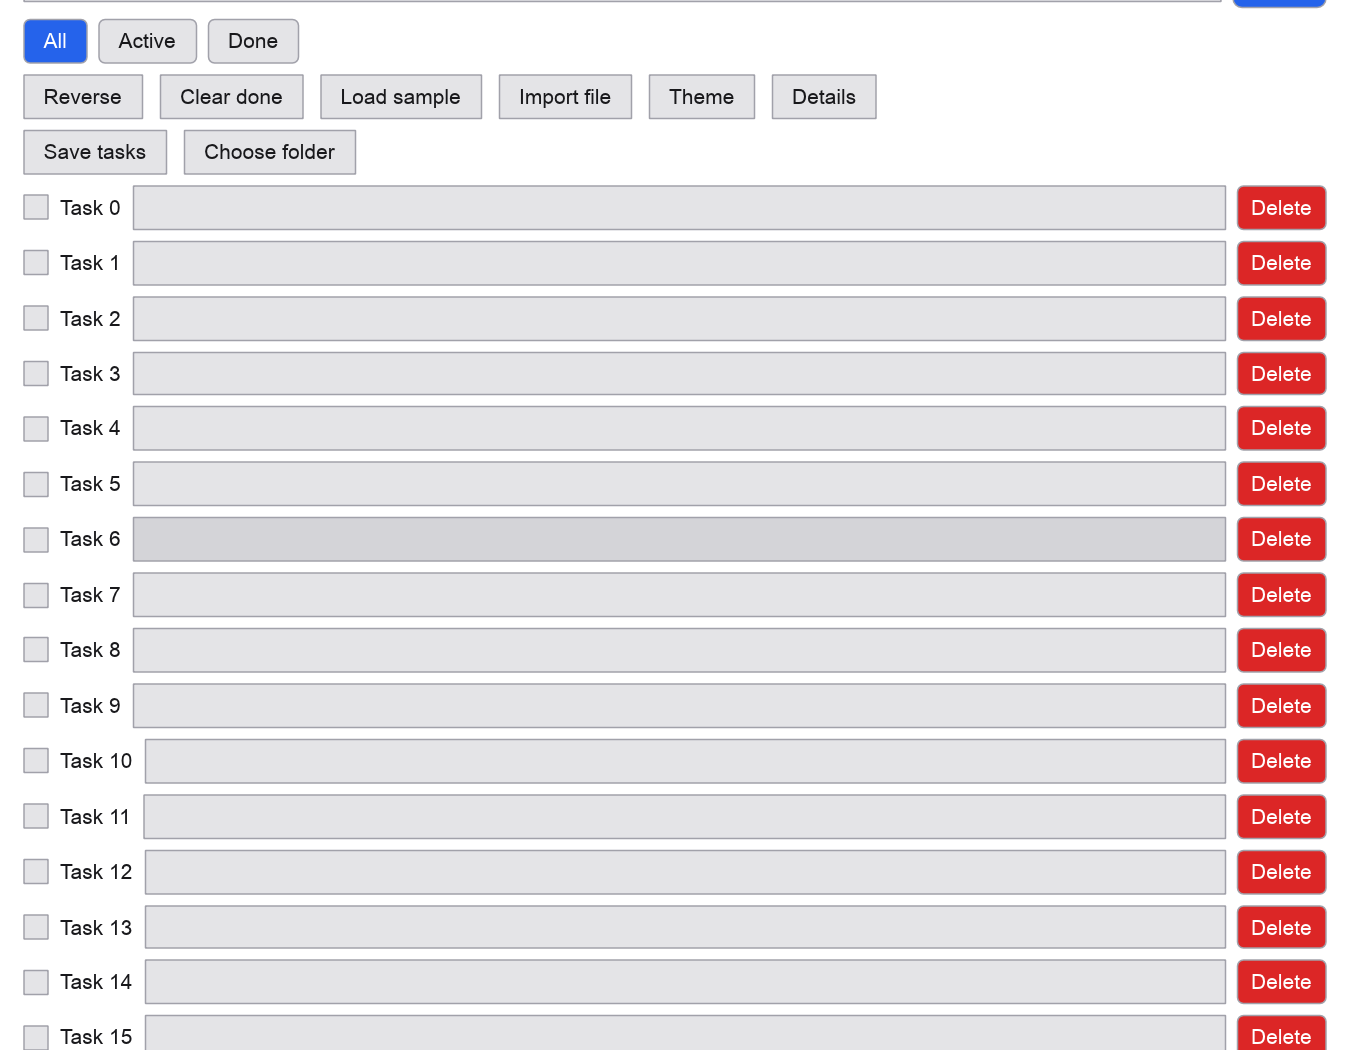 All Active Done
Reverse Clear done Load sample Import file Theme Details
Save tasks Choose folder
Task 0 Delete
Task 1 Delete
Task 2 Delete
Task 3 Delete
Task 4 Delete
Task 5 Delete
Task 6 Delete
Task 7 Delete
Task 8 Delete
Task 9 Delete
Task 10 Delete
Task 11 Delete
Task 12 Delete
Task 13 Delete
Task 14 Delete
Task 15 Delete